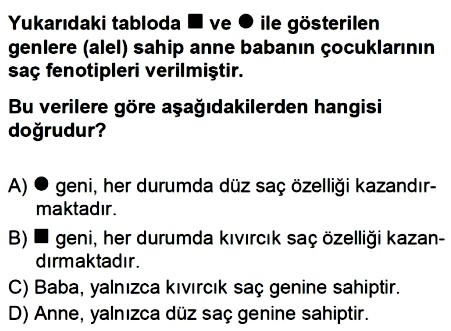 Yukarıdaki tabloda ■ ve ● ile gösterilen
genlere (alel) sahip anne babanın çocuklarının
saç fenotipleri verilmiştir.
Bu verilere göre aşağıdakilerden hangisi
doğrudur?
A) ● geni, her durumda düz saç özelliği kazandır-
maktadır.
B) ■ geni, her durumda kıvırcık saç özelliği kazan-
dırmaktadır.
C) Baba, yalnızca kıvırcık saç genine sahiptir.
D) Anne, yalnızca düz saç genine sahiptir.